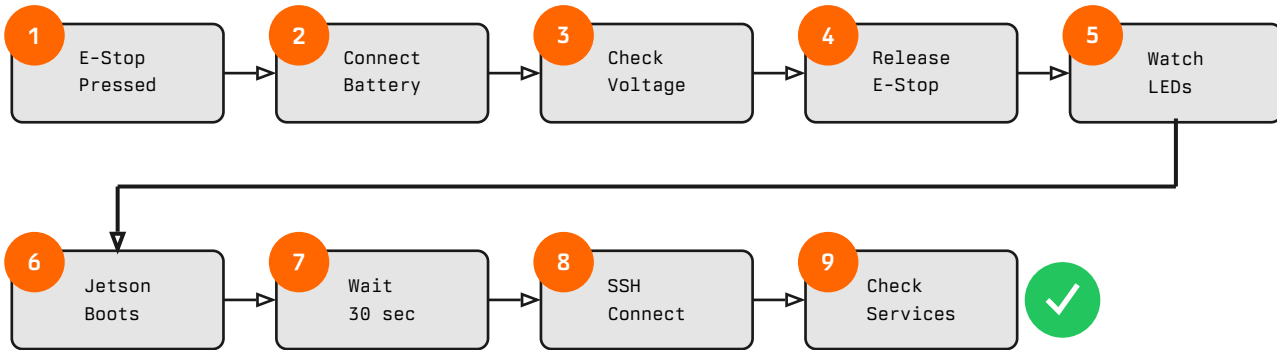 1
E-Stop
Pressed
2
Connect
Battery
3
Check
Voltage
4
Release
E-Stop
5
Watch
LEDs
6
Jetson
Boots
7
Wait
30 sec
8
SSH
Connect
9
Check
Services